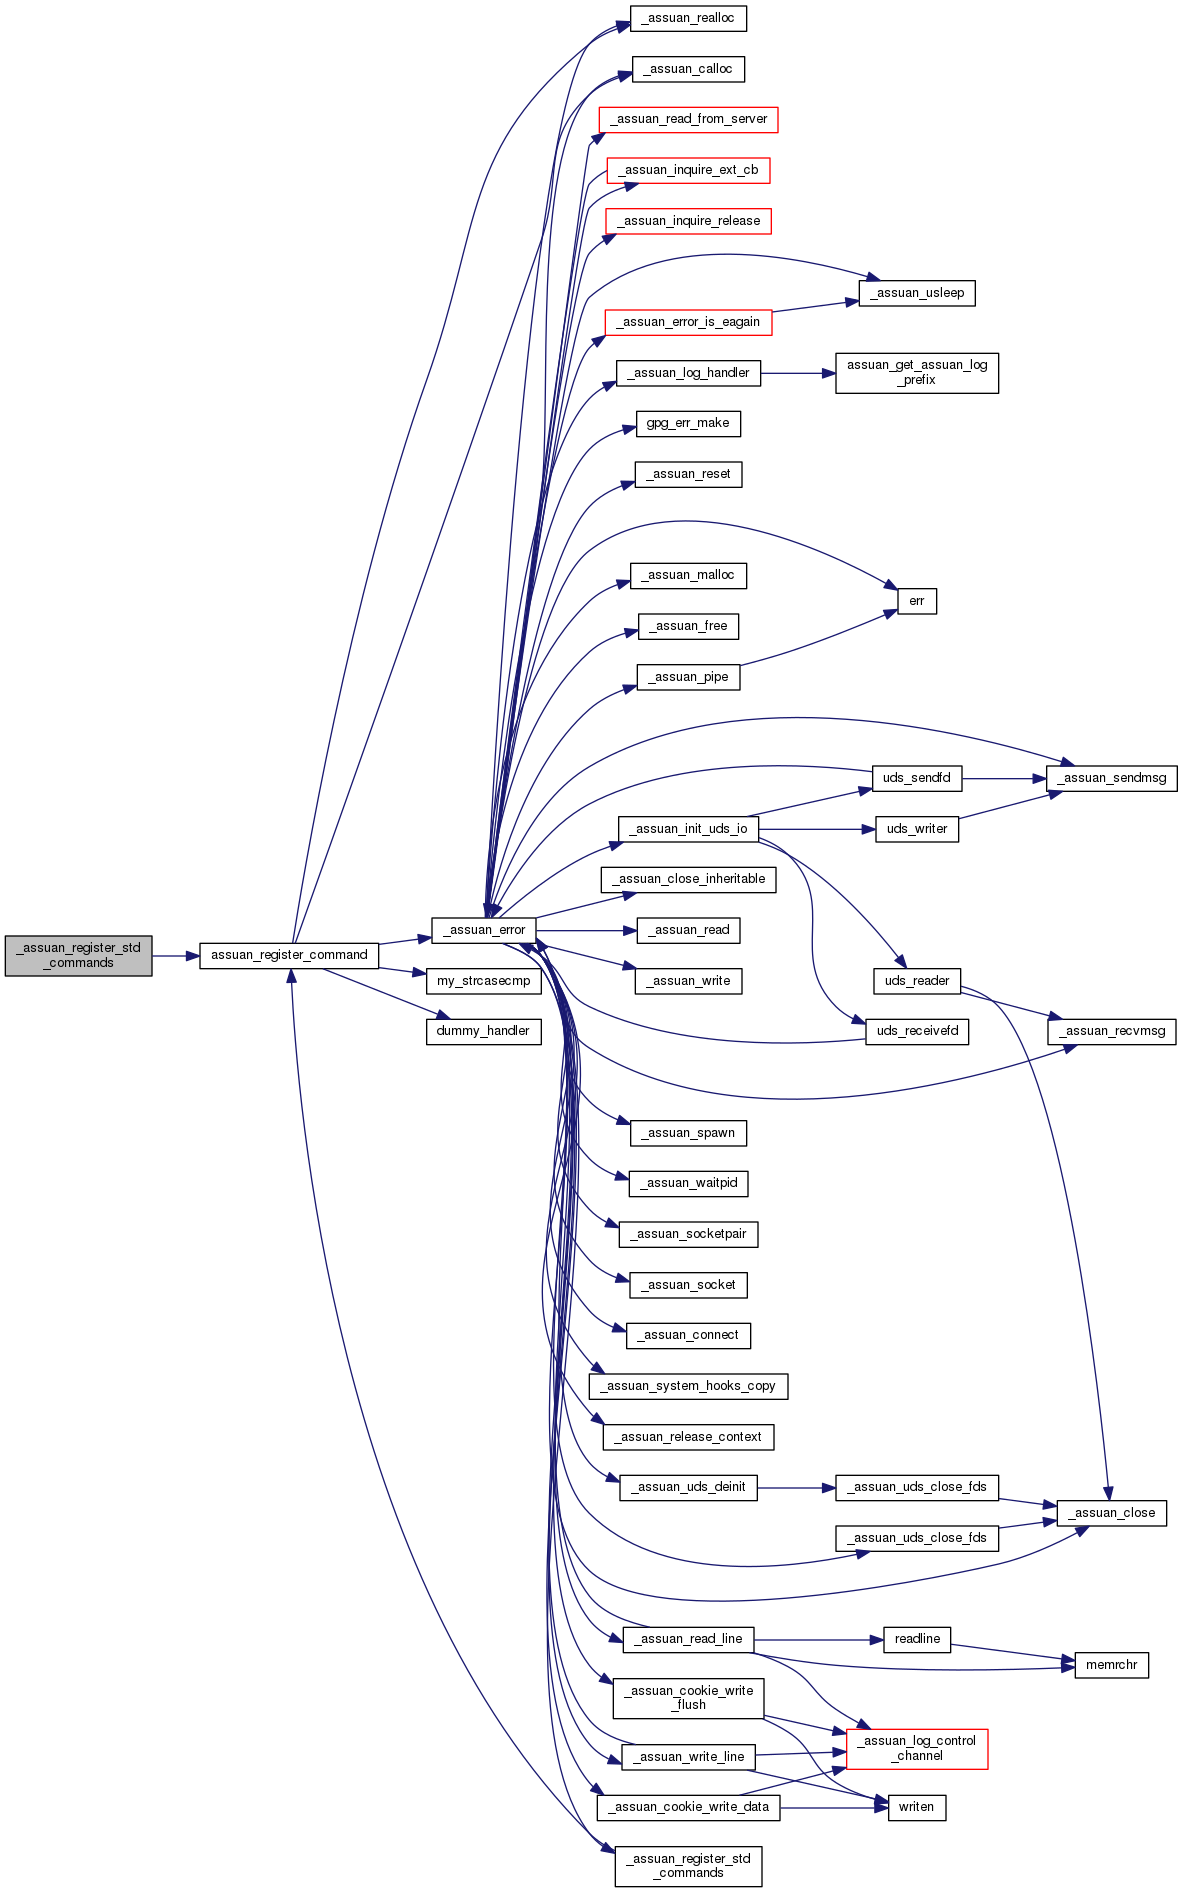 _assuan_realloc
_assuan_calloc
_assuan_read_from_server
_assuan_inquire_ext_cb
_assuan_inquire_release
_assuan_usleep
_assuan_error_is_eagain
_assuan_log_handler
assuan_get_assuan_log
_prefix
gpg_err_make
_assuan_reset
_assuan_malloc
err
_assuan_free
_assuan_pipe
uds_sendfd
_assuan_sendmsg
_assuan_init_uds_io
uds_writer
_assuan_close_inheritable
_assuan_error
_assuan_read
_assuan_register_std
_commands
assuan_register_command
my_strcasecmp
_assuan_write
uds_reader
dummy_handler
uds_receivefd
_assuan_recvmsg
_assuan_spawn
_assuan_waitpid
_assuan_socketpair
_assuan_socket
_assuan_connect
_assuan_system_hooks_copy
_assuan_release_context
_assuan_uds_deinit
_assuan_uds_close_fds
_assuan_close
_assuan_uds_close_fds
_assuan_read_line
readline
memrchr
_assuan_cookie_write
_flush
_assuan_log_control
_channel
_assuan_write_line
_assuan_cookie_write_data
writen
_assuan_register_std
_commands